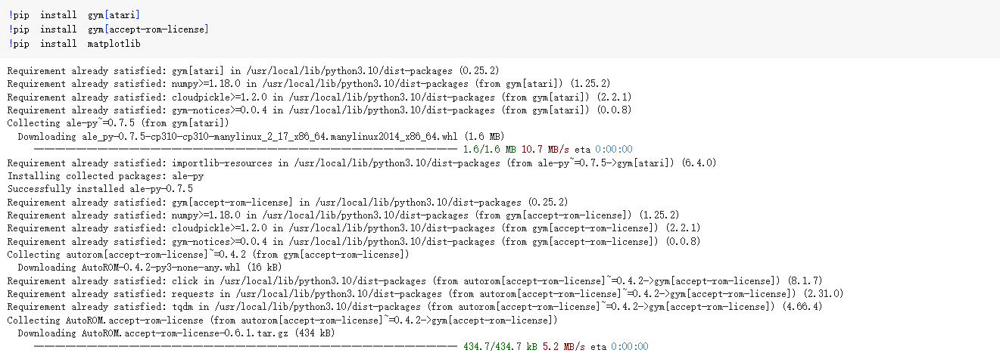 !pip install gym[atari]
!pip install gym[accept-rom-license]
!pip install matplotlib
Requirement already satisfied: gym[atari] in /usr/local/lib/python3.10/dist-packages (0.25.2)
Requirement already satisfied: numpy>=1.18.0 in /usr/local/lib/python3.10/dist-packages (from gym[atari]) (1.25.2)
Requirement already satisfied: cloudpickle>=1.2.0 in /usr/local/lib/python3.10/dist-packages (from gym[atari]) (2.2.1)
Requirement already satisfied: gym-notices>=0.0.4 in /usr/local/lib/python3.10/dist-packages (from gym[atari]) (0.0.8)
Collecting ale-py~=0.7.5 (from gym[atari])
Downloading ale_py-0.7.5-cp310-cp310-manylinux_2_17_x86_64.manylinux2014_x86_64.whl (1.6 MB)
1.6/1.6 MB 10.7 MB/s eta 0:00:00
Requirement already satisfied: importlib-resources in /usr/local/lib/python3.10/dist-packages (from ale-py~=0.7.5->gym[atari]) (6.4.0)
Installing collected packages: ale-py
Successfully installed ale-py-0.7.5
Requirement already satisfied: gym[accept-rom-license] in /usr/local/lib/python3.10/dist-packages (0.25.2)
Requirement already satisfied: numpy>=1.18.0 in /usr/local/lib/python3.10/dist-packages (from gym[accept-rom-license]) (1.25.2)
Requirement already satisfied: cloudpickle>=1.2.0 in /usr/local/lib/python3.10/dist-packages (from gym[accept-rom-license]) (2.2.1)
Requirement already satisfied: gym-notices>=0.0.4 in /usr/local/lib/python3.10/dist-packages (from gym[accept-rom-license]) (0.0.8)
Collecting autorom[accept-rom-license]~=0.4.2 (from gym[accept-rom-license])
Downloading AutoROM-0.4.2-py3-none-any.whl (16 kB)
Requirement already satisfied: click in /usr/local/lib/python3.10/dist-packages (from autorom[accept-rom-license]~=0.4.2->gym[accept-rom-license]) (8.1.7)
Requirement already satisfied: requests in /usr/local/lib/python3.10/dist-packages (from autorom[accept-rom-license]~=0.4.2->gym[accept-rom-license]) (2.31.0)
Requirement already satisfied: tqdm in /usr/local/lib/python3.10/dist-packages (from autorom[accept-rom-license]~=0.4.2->gym[accept-rom-license]) (4.66.4)
Collecting AutoROM.accept-rom-license (from autorom[accept-rom-license]~=0.4.2->gym[accept-rom-license])
Downloading AutoROM.accept-rom-license-0.6.1.tar.gz (434 kB)
434.7/434.7 kB 5.2 MB/s eta 0:00:00